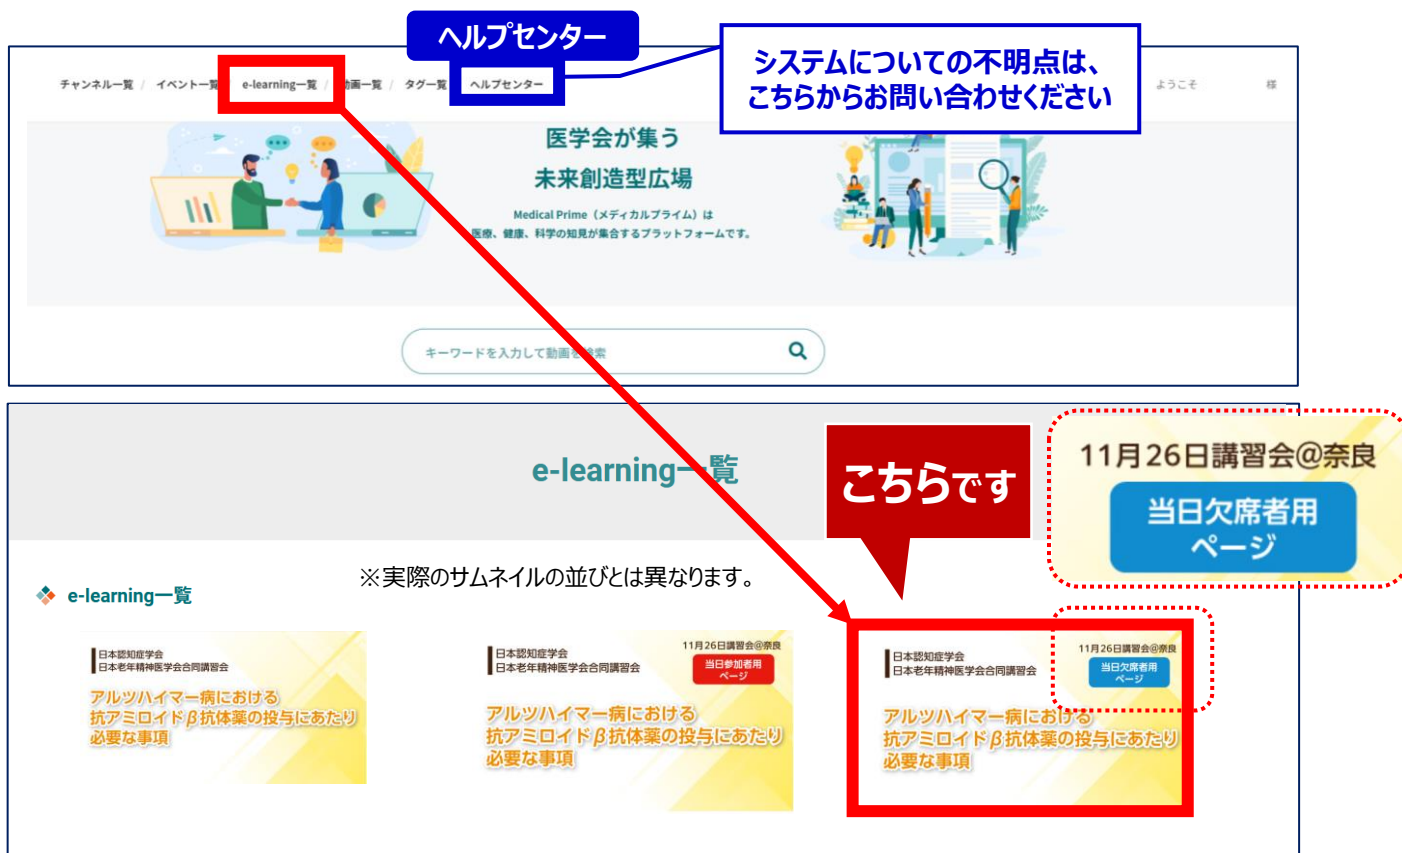 ヘルプセンター
システムについての不明点は、
こちらからお問い合わせください
チャンネル一覧 / イベント一覧 e-learning一覧 / 動画一覧 / タグ一覧 ヘルプセンター
ようこそ 様
医学会が集う
未来創造型広場
Medical Prime（メディカルプライム）は
医療、健康、科学の知見が集合するプラットフォームです。
キーワードを入力して動画を検索
e-learning一覧
こちらです
11月26日講習会@奈良
当日欠席者用
ページ
※実際のサムネイルの並びとは異なります。
e-learning一覧
日本認知症学会
日本老年精神医学会合同講習会
アルツハイマー病における
抗アミロイドβ抗体薬の投与にあたり
必要な事項
11月26日講習会@奈良
当日参加者用
ページ
日本認知症学会
日本老年精神医学会合同講習会
アルツハイマー病における
抗アミロイドβ抗体薬の投与にあたり
必要な事項
11月26日講習会@奈良
当日欠席者用
ページ
日本認知症学会
日本老年精神医学会合同講習会
アルツハイマー病における
抗アミロイドβ抗体薬の投与にあたり
必要な事項